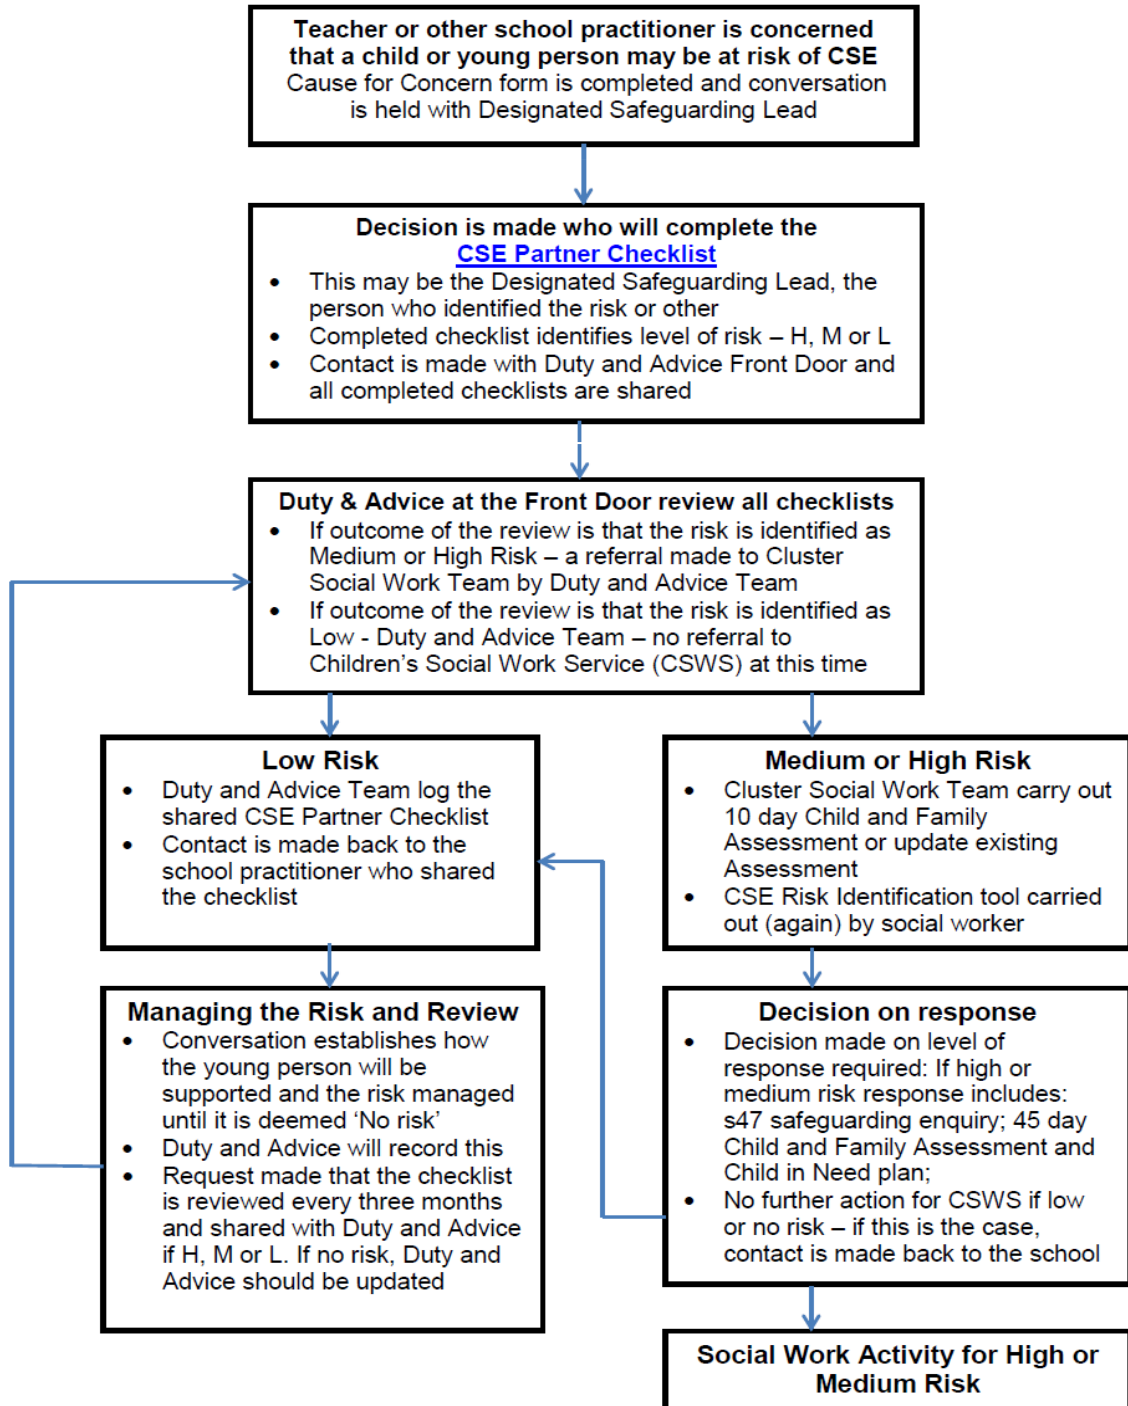 Teacher or other school practitioner is concerned
that a child or young person may be at risk of CSE
Cause for Concern form is completed and conversation
is held with Designated Safeguarding Lead
Decision is made who will complete the
CSE Partner Checklist
• This may be the Designated Safeguarding Lead, the
person who identified the risk or other
• Completed checklist identifies level of risk – H, M or L
• Contact is made with Duty and Advice Front Door and
all completed checklists are shared
Duty & Advice at the Front Door review all checklists
• If outcome of the review is that the risk is identified as
Medium or High Risk – a referral made to Cluster
Social Work Team by Duty and Advice Team
• If outcome of the review is that the risk is identified as
Low - Duty and Advice Team – no referral to
Children’s Social Work Service (CSWS) at this time
Low Risk
• Duty and Advice Team log the
shared CSE Partner Checklist
• Contact is made back to the
school practitioner who shared
the checklist
Medium or High Risk
• Cluster Social Work Team carry out
10 day Child and Family
Assessment or update existing
Assessment
• CSE Risk Identification tool carried
out (again) by social worker
Managing the Risk and Review
• Conversation establishes how
the young person will be
supported and the risk managed
until it is deemed ‘No risk’
• Duty and Advice will record this
• Request made that the checklist
is reviewed every three months
and shared with Duty and Advice
if H, M or L. If no risk, Duty and
Advice should be updated
Decision on response
• Decision made on level of
response required: If high or
medium risk response includes:
s47 safeguarding enquiry; 45 day
Child and Family Assessment and
Child in Need plan;
• No further action for CSWS if low
or no risk – if this is the case,
contact is made back to the school
Social Work Activity for High or
Medium Risk